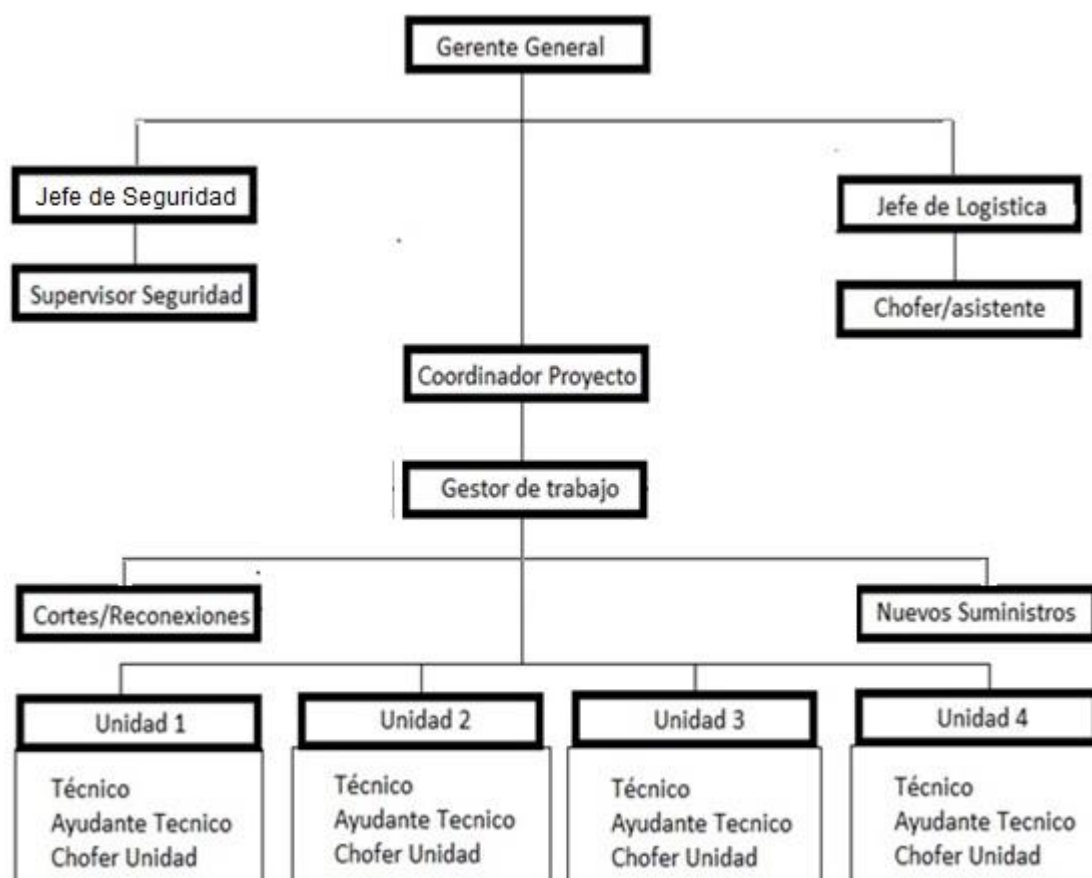 Gerente General
Jefe de Seguridad
Jefe de Logistica
Supervisor Seguridad
Chofer/asistente
Coordinador Proyecto
Gestor de trabajo
Cortes/Reconexiones
Nuevos Suministros
Unidad 1
Técnico
Ayudante Tecnico
Chofer Unidad
Unidad 2
Técnico
Ayudante Tecnico
Chofer Unidad
Unidad 3
Técnico
Ayudante Tecnico
Chofer Unidad
Unidad 4
Técnico
Ayudante Tecnico
Chofer Unidad